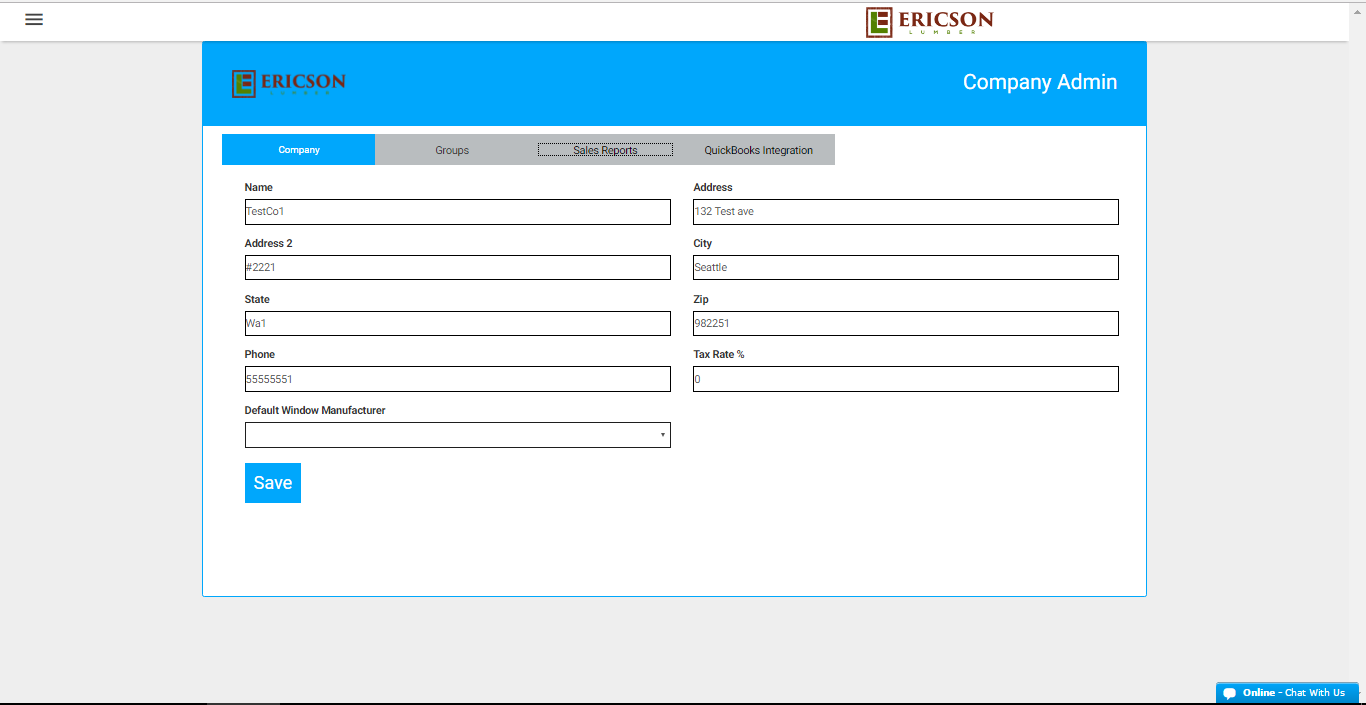 ERICSON
LUMBER
ERICSON
LUMBER
Company Admin
Company Groups Sales Reports QuickBooks Integration
Name Address
TestCo1 132 Test ave
Address 2 City
#2221 Seattle
State Zip
Wa1 982251
Phone Tax Rate %
55555551 0
Default Window Manufacturer
Save
Online - Chat With Us